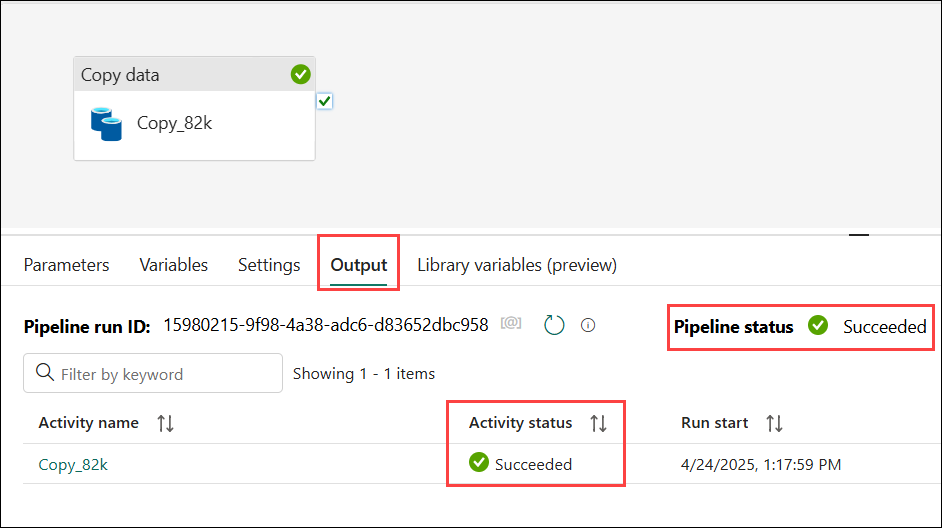 Copy data
Copy_82k
Parameters Variables Settings Output Library variables (preview)
Pipeline run ID: 15980215-9f98-4a38-adc6-d83652dbc958 [@] Pipeline status Succeeded
Filter by keyword Showing 1 - 1 items
Activity name Activity status Run start
Copy_82k Succeeded 4/24/2025, 1:17:59 PM